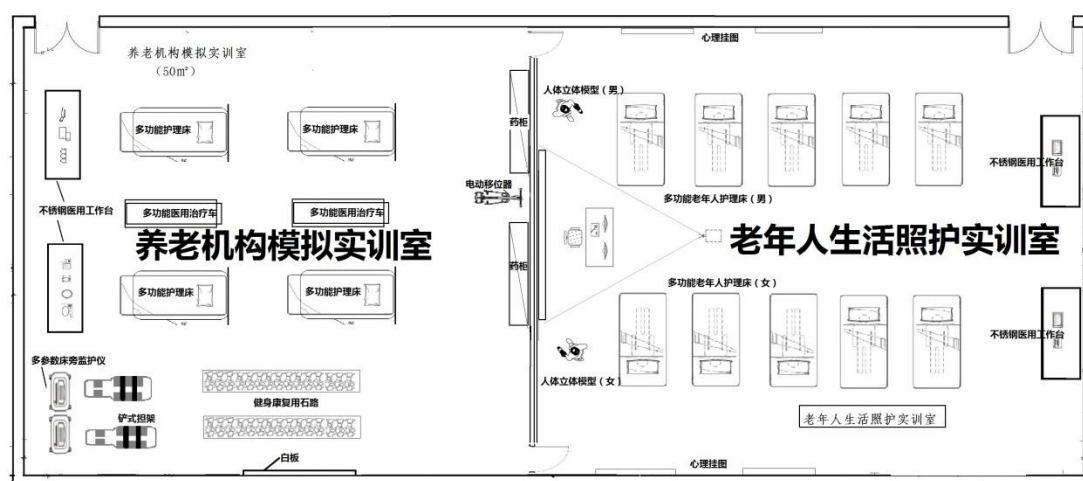 养老机构模拟实训室
（50㎡）
心理挂图
人体立体模型（男）
药柜
多功能护理床
多功能护理床
不锈钢医用工作台
电动移位器
不锈钢医用工作台
多功能老年人护理床（男）
多功能医用治疗车
多功能医用治疗车
养老机构模拟实训室
老年人生活照护实训室
药柜
多功能老年人护理床（女）
多功能护理床
多功能护理床
不锈钢医用工作台
多参数床旁监护仪
人体立体模型（女）
健身康复用石路
铲式担架
老年人生活照护实训室
白板
心理挂图